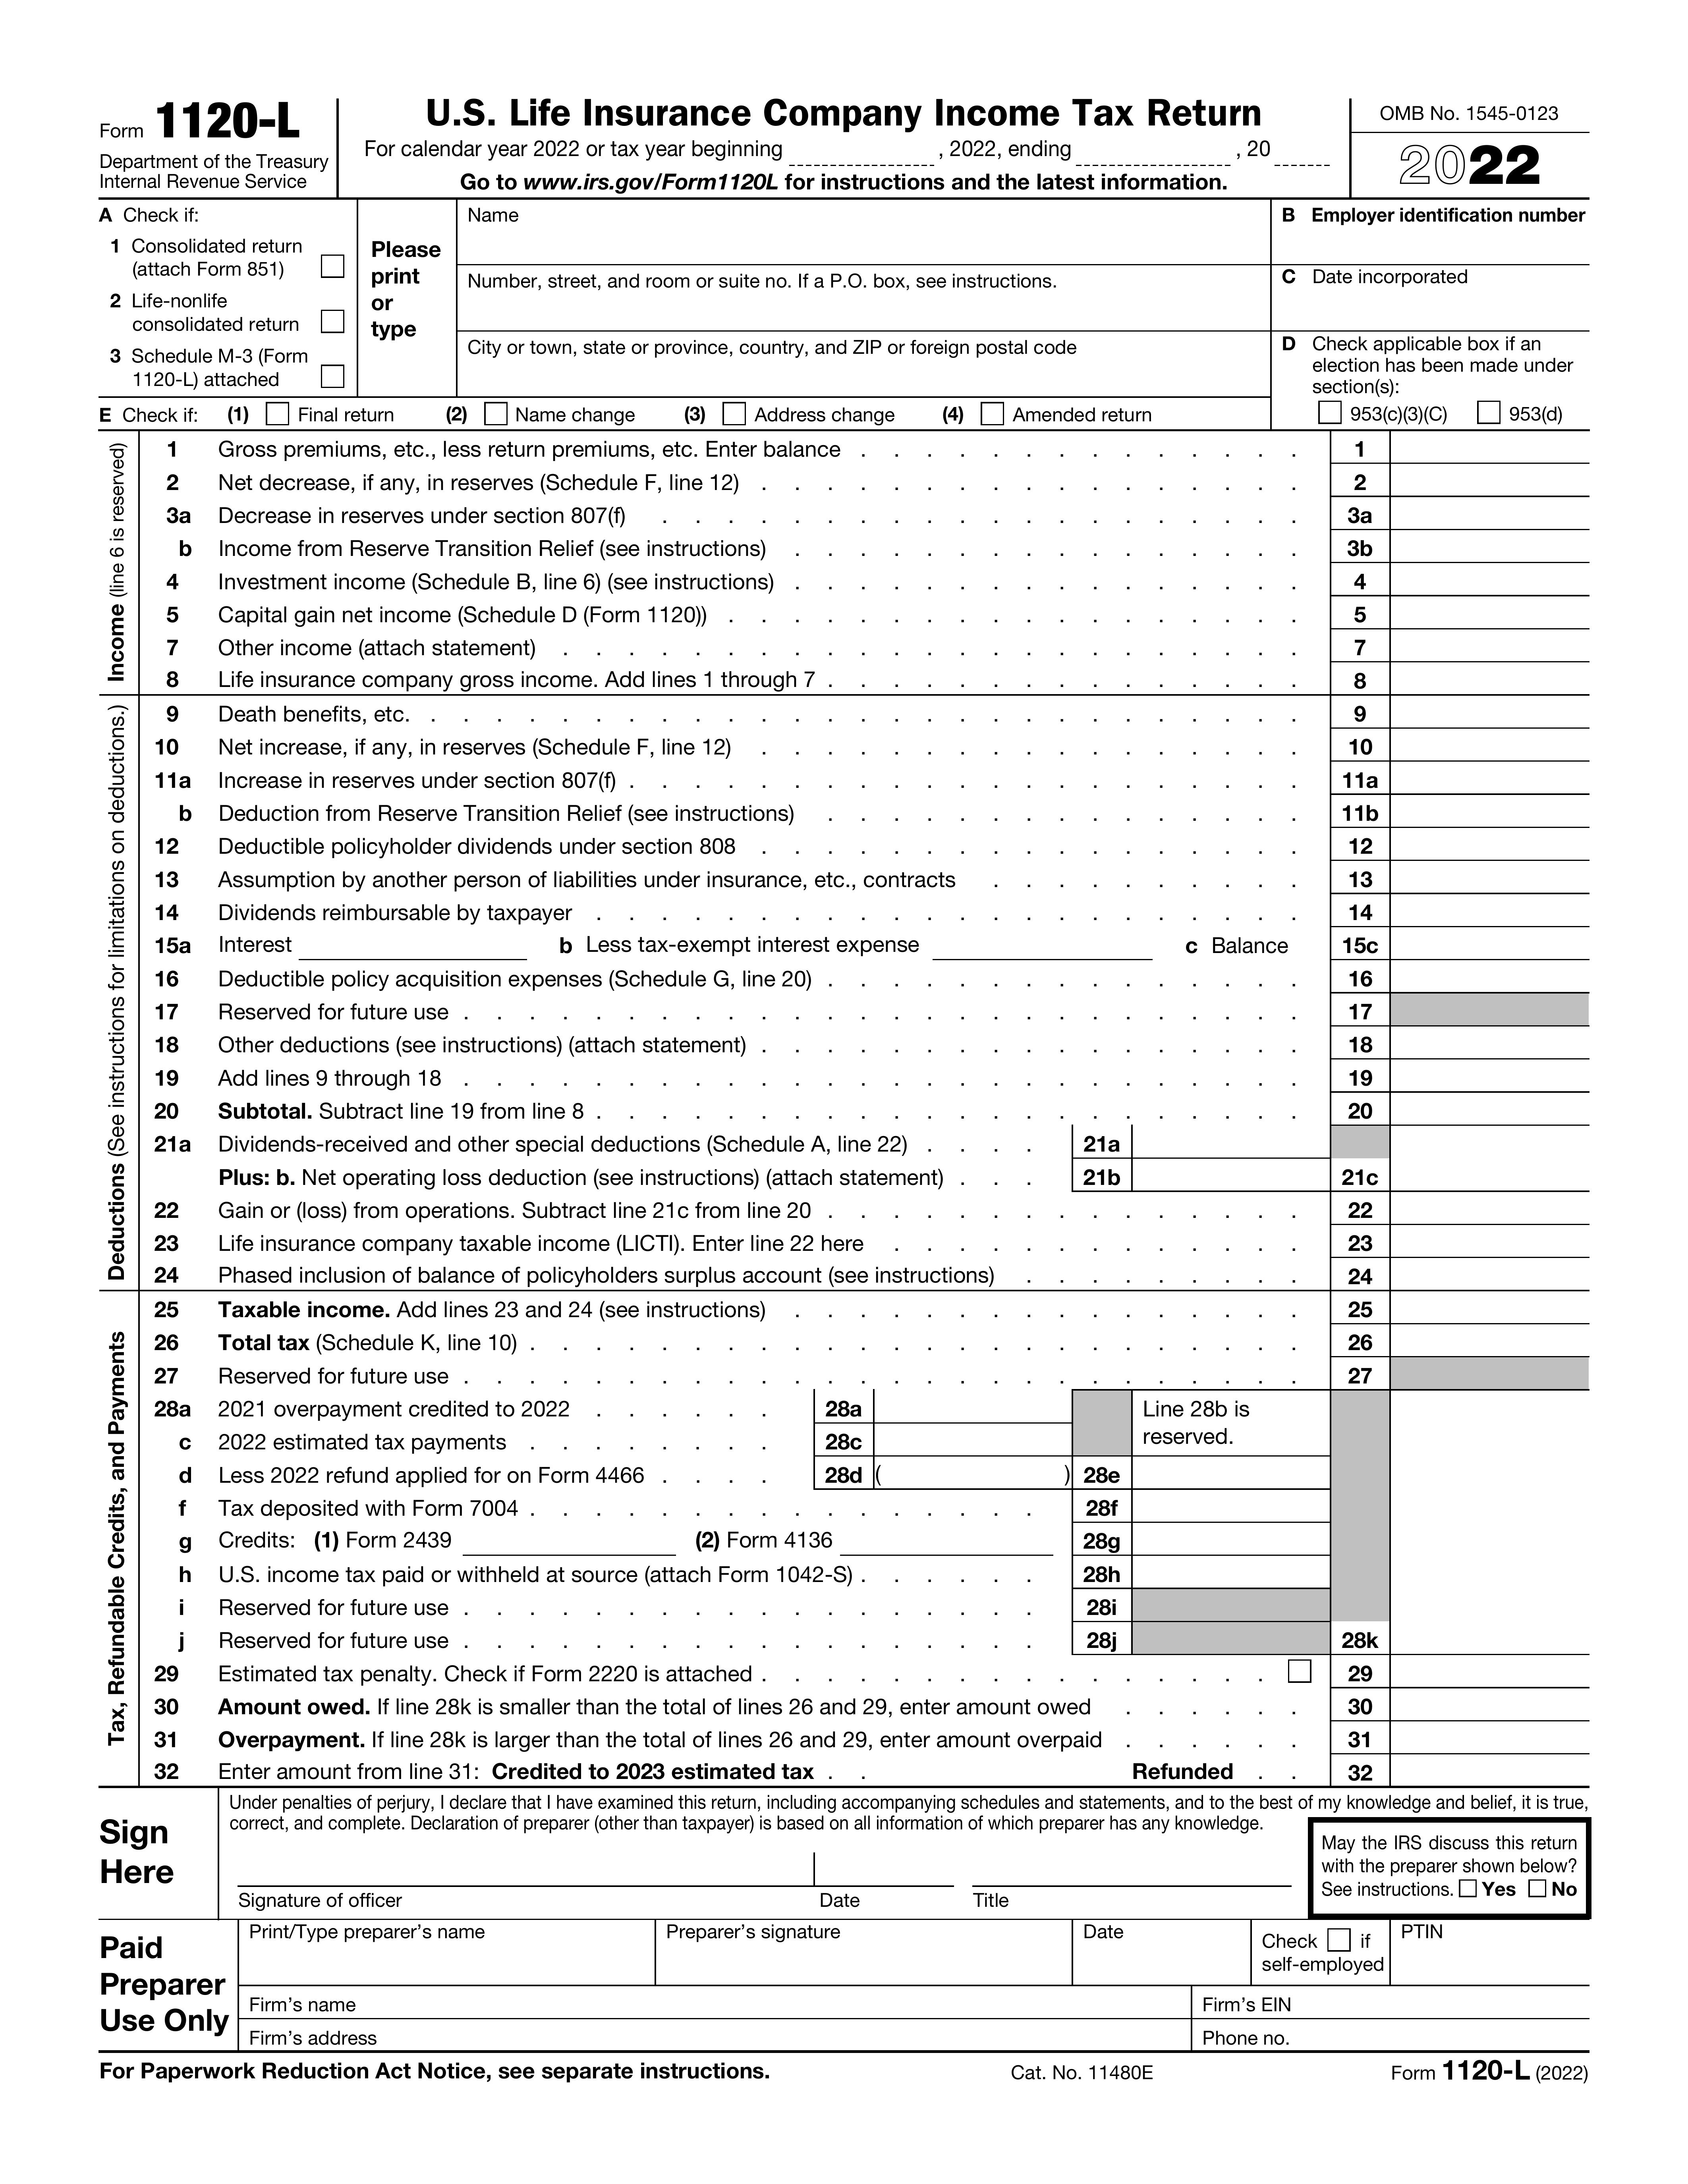 Form 1120-L
Department of the Treasury
Internal Revenue Service
U.S. Life Insurance Company Income Tax Return
For calendar year 2022 or tax year beginning , 2022, ending , 20
Go to www.irs.gov/Form1120L for instructions and the latest information.
OMB No. 1545-0123
2022
A Check if:
1 Consolidated return
(attach Form 851)
2 Life-nonlife
consolidated return
3 Schedule M-3 (Form
1120-L) attached
Please
print
or
type
Name
Number, street, and room or suite no. If a P.O. box, see instructions.
City or town, state or province, country, and ZIP or foreign postal code
B Employer identification number
C Date incorporated
D Check applicable box if an
election has been made under
section(s):
953(c)(3)(C) 953(d)
E Check if: (1) Final return (2) Name change (3) Address change (4) Amended return
Income (line 6 is reserved)
1 Gross premiums, etc., less return premiums, etc. Enter balance . . . . . . . . . . . . . . 1
2 Net decrease, if any, in reserves (Schedule F, line 12) . . . . . . . . . . . . . . . . . 2
3a Decrease in reserves under section 807(f) . . . . . . . . . . . . . . . . . . . . 3a
b Income from Reserve Transition Relief (see instructions) . . . . . . . . . . . . . . . . 3b
4 Investment income (Schedule B, line 6) (see instructions) . . . . . . . . . . . . . . . . 4
5 Capital gain net income (Schedule D (Form 1120)) . . . . . . . . . . . . . . . . . . 5
7 Other income (attach statement) . . . . . . . . . . . . . . . . . . . . . . . 7
8 Life insurance company gross income. Add lines 1 through 7 . . . . . . . . . . . . . . . 8
Deductions (See instructions for limitations on deductions.)
9 Death benefits, etc. . . . . . . . . . . . . . . . . . . . . . . . . . . . 9
10 Net increase, if any, in reserves (Schedule F, line 12) . . . . . . . . . . . . . . . . . 10
11a Increase in reserves under section 807(f) . . . . . . . . . . . . . . . . . . . . . 11a
b Deduction from Reserve Transition Relief (see instructions) . . . . . . . . . . . . . . . 11b
12 Deductible policyholder dividends under section 808 . . . . . . . . . . . . . . . . . 12
13 Assumption by another person of liabilities under insurance, etc., contracts . . . . . . . . . . 13
14 Dividends reimbursable by taxpayer . . . . . . . . . . . . . . . . . . . . . . 14
15a Interest b Less tax-exempt interest expense c Balance 15c
16 Deductible policy acquisition expenses (Schedule G, line 20) . . . . . . . . . . . . . . . 16
17 Reserved for future use . . . . . . . . . . . . . . . . . . . . . . . . . . 17
18 Other deductions (see instructions) (attach statement) . . . . . . . . . . . . . . . . . 18
19 Add lines 9 through 18 . . . . . . . . . . . . . . . . . . . . . . . . . . 19
20 Subtotal. Subtract line 19 from line 8 . . . . . . . . . . . . . . . . . . . . . . 20
21a Dividends-received and other special deductions (Schedule A, line 22) . . . . 21a
Plus: b. Net operating loss deduction (see instructions) (attach statement) . . . 21b 21c
22 Gain or (loss) from operations. Subtract line 21c from line 20 . . . . . . . . . . . . . . . 22
23 Life insurance company taxable income (LICTI). Enter line 22 here . . . . . . . . . . . . . 23
24 Phased inclusion of balance of policyholders surplus account (see instructions) . . . . . . . . . 24
Tax, Refundable Credits, and Payments
25 Taxable income. Add lines 23 and 24 (see instructions) . . . . . . . . . . . . . . . . 25
26 Total tax (Schedule K, line 10) . . . . . . . . . . . . . . . . . . . . . . . . 26
27 Reserved for future use . . . . . . . . . . . . . . . . . . . . . . . . . . 27
28a 2021 overpayment credited to 2022 . . . . . . 28a
Line 28b is
reserved.
c 2022 estimated tax payments . . . . . . . . 28c
d Less 2022 refund applied for on Form 4466 . . . . 28d ( ) 28e
f Tax deposited with Form 7004 . . . . . . . . . . . . . . . . 28f
g Credits: (1) Form 2439 (2) Form 4136 28g
h U.S. income tax paid or withheld at source (attach Form 1042-S) . . . . . . 28h
i Reserved for future use . . . . . . . . . . . . . . . . . . 28i
j Reserved for future use . . . . . . . . . . . . . . . . . . 28j 28k
29 Estimated tax penalty. Check if Form 2220 is attached . . . . . . . . . . . . . . . . 29
30 Amount owed. If line 28k is smaller than the total of lines 26 and 29, enter amount owed . . . . . . 30
31 Overpayment. If line 28k is larger than the total of lines 26 and 29, enter amount overpaid . . . . . . 31
32 Enter amount from line 31: Credited to 2023 estimated tax . . Refunded . . 32
Sign
Here
Under penalties of perjury, I declare that I have examined this return, including accompanying schedules and statements, and to the best of my knowledge and belief, it is true,
correct, and complete. Declaration of preparer (other than taxpayer) is based on all information of which preparer has any knowledge.
Signature of officer Date Title
May the IRS discuss this return
with the preparer shown below?
See instructions. Yes No
Paid
Preparer
Use Only
Print/Type preparer's name Preparer's signature Date
Check if
self-employed
PTIN
Firm's name Firm's EIN
Firm's address Phone no.
For Paperwork Reduction Act Notice, see separate instructions. Cat. No. 11480E Form 1120-L (2022)